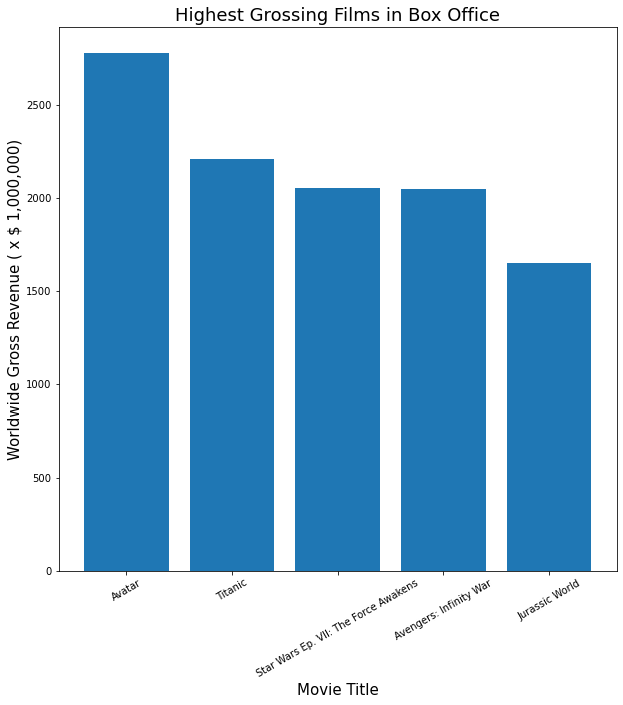 Highest Grossing Films in Box Office
Worldwide Gross Revenue ( x $ 1,000,000)
2500
2000
1500
1000
500
0
Avatar
Titanic
Star Wars Ep. VII: The Force Awakens
Avengers: Infinity War
Jurassic World
Movie Title